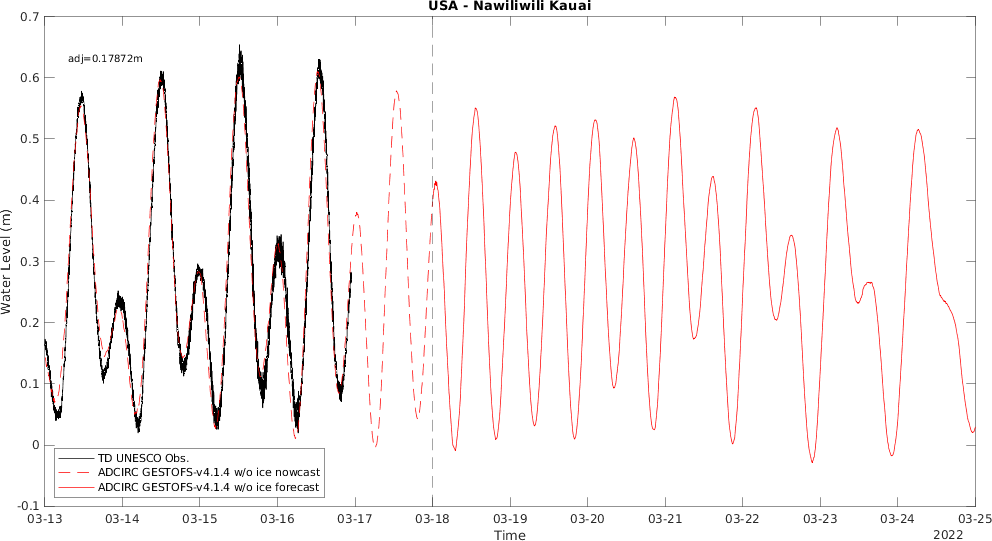 USA - Nawiliwili Kauai
adj=0.17872m
0.7
0.6
0.5
0.4
0.3
0.2
0.1
0
-0.1
Water Level (m)
TD UNESCO Obs.
ADCIRC GESTOFS-v4.1.4 w/o ice nowcast
ADCIRC GESTOFS-v4.1.4 w/o ice forecast
03-13 03-14 03-15 03-16 03-17 03-18 03-19 03-20 03-21 03-22 03-23 03-24 03-25
Time
2022